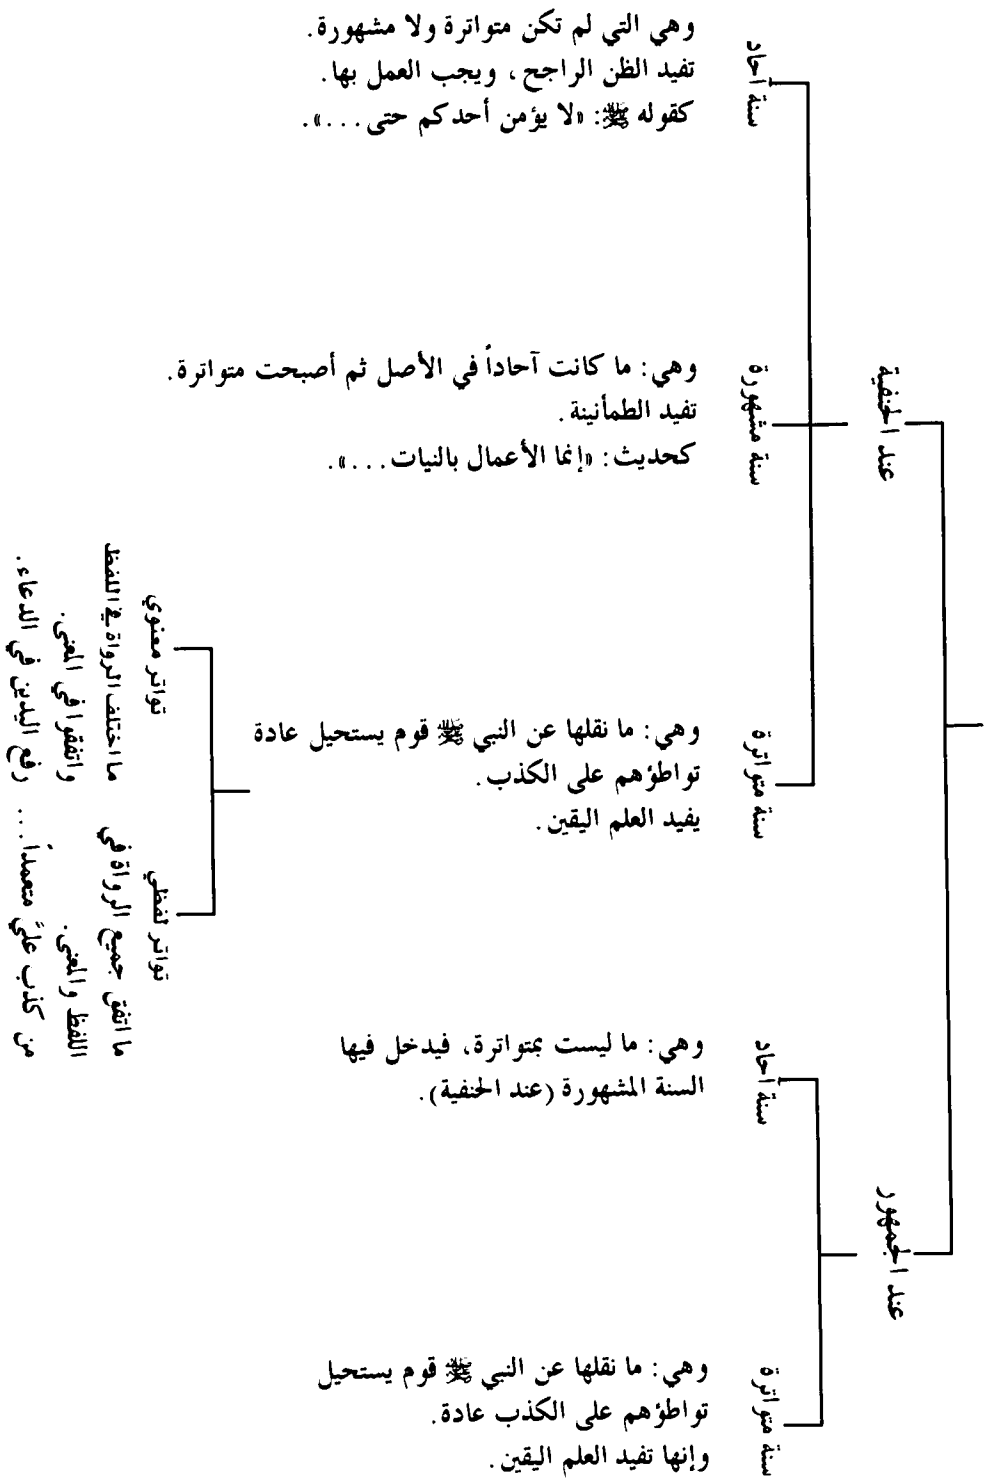 عند الحنفية
سنة آحاد
وهي التي لم تكن متواترة ولا مشهورة.
تفيد الظن الراجح، ويجب العمل بها.
كقوله ﷺ: «لا يؤمن أحدكم حتى...».
سنة مشهورة
وهي: ما كانت آحاداً في الأصل ثم أصبحت متواترة.
تفيد الطمأنينة.
كحديث: «إنما الأعمال بالنيات...».
سنة متواترة
وهي: ما نقلها عن النبي ﷺ قوم يستحيل عادة
تواطؤهم على الكذب.
يفيد العلم اليقين.
تواتر معنوي
ما اختلف الرواة في اللفظ
واتفقوا في المعنى.
رفع اليدين في الدعاء.
تواتر لفظي
ما اتفق جميع الرواة في
اللفظ والمعنى.
من كذب عليَّ متعمداً...
عند الجمهور
سنة آحاد
وهي: ما ليست بمتواترة، فيدخل فيها
السنة المشهورة (عند الحنفية).
سنة متواترة
وهي: ما نقلها عن النبي ﷺ قوم يستحيل
تواطؤهم على الكذب عادة.
وإنها تفيد العلم اليقين.